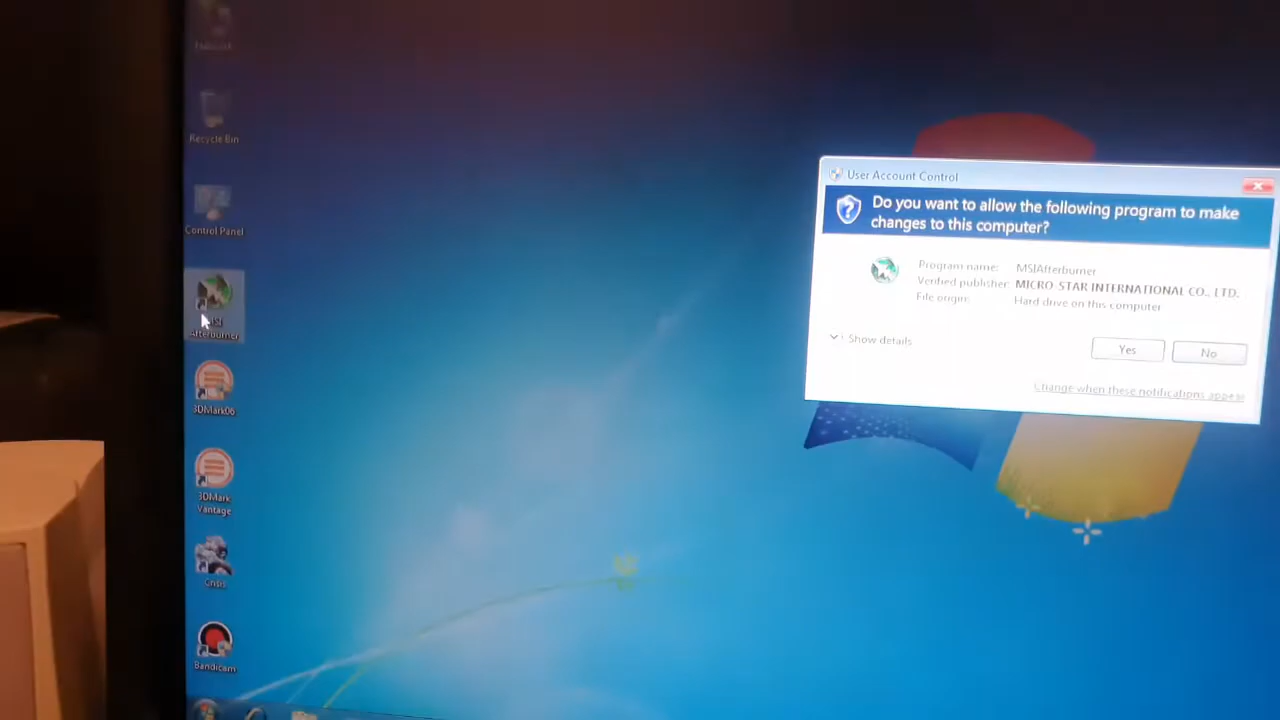 Recycle Bin
Control Panel
MSI
Afterburner
3DMark06
3DMark
Vantage
Crisis
Bandicam
User Account Control
Do you want to allow the following program to make
changes to this computer?
Program name: MSIAfterburner
Verified publisher: MICRO-STAR INTERNATIONAL CO., LTD.
File origin: Hard drive on this computer
Show details
Yes
No
Change when these notifications appear